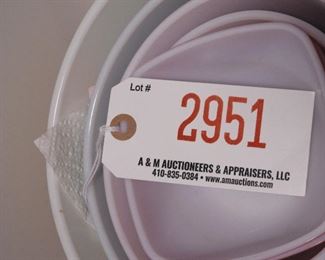 Lot #
2951
A & M AUCTIONEERS & APPRAISERS, LLC
410-835-0384 • www.amauctions.com